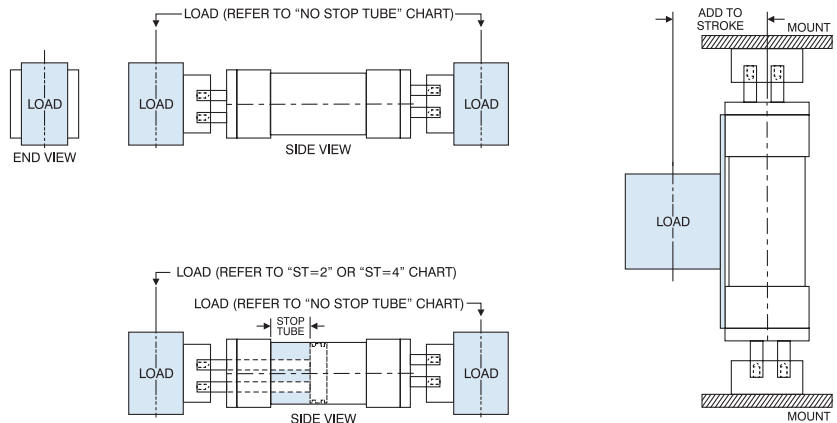 LOAD (REFER TO “NO STOP TUBE” CHART)
LOAD
END VIEW
LOAD
LOAD
SIDE VIEW
LOAD (REFER TO “ST=2” OR “ST=4” CHART
LOAD (REFER TO “NO STOP TUBE” CHART)
STOP
TUBE
LOAD
LOAD
SIDE VIEW
ADD TO
STROKE
MOUNT
LOAD
MOUNT